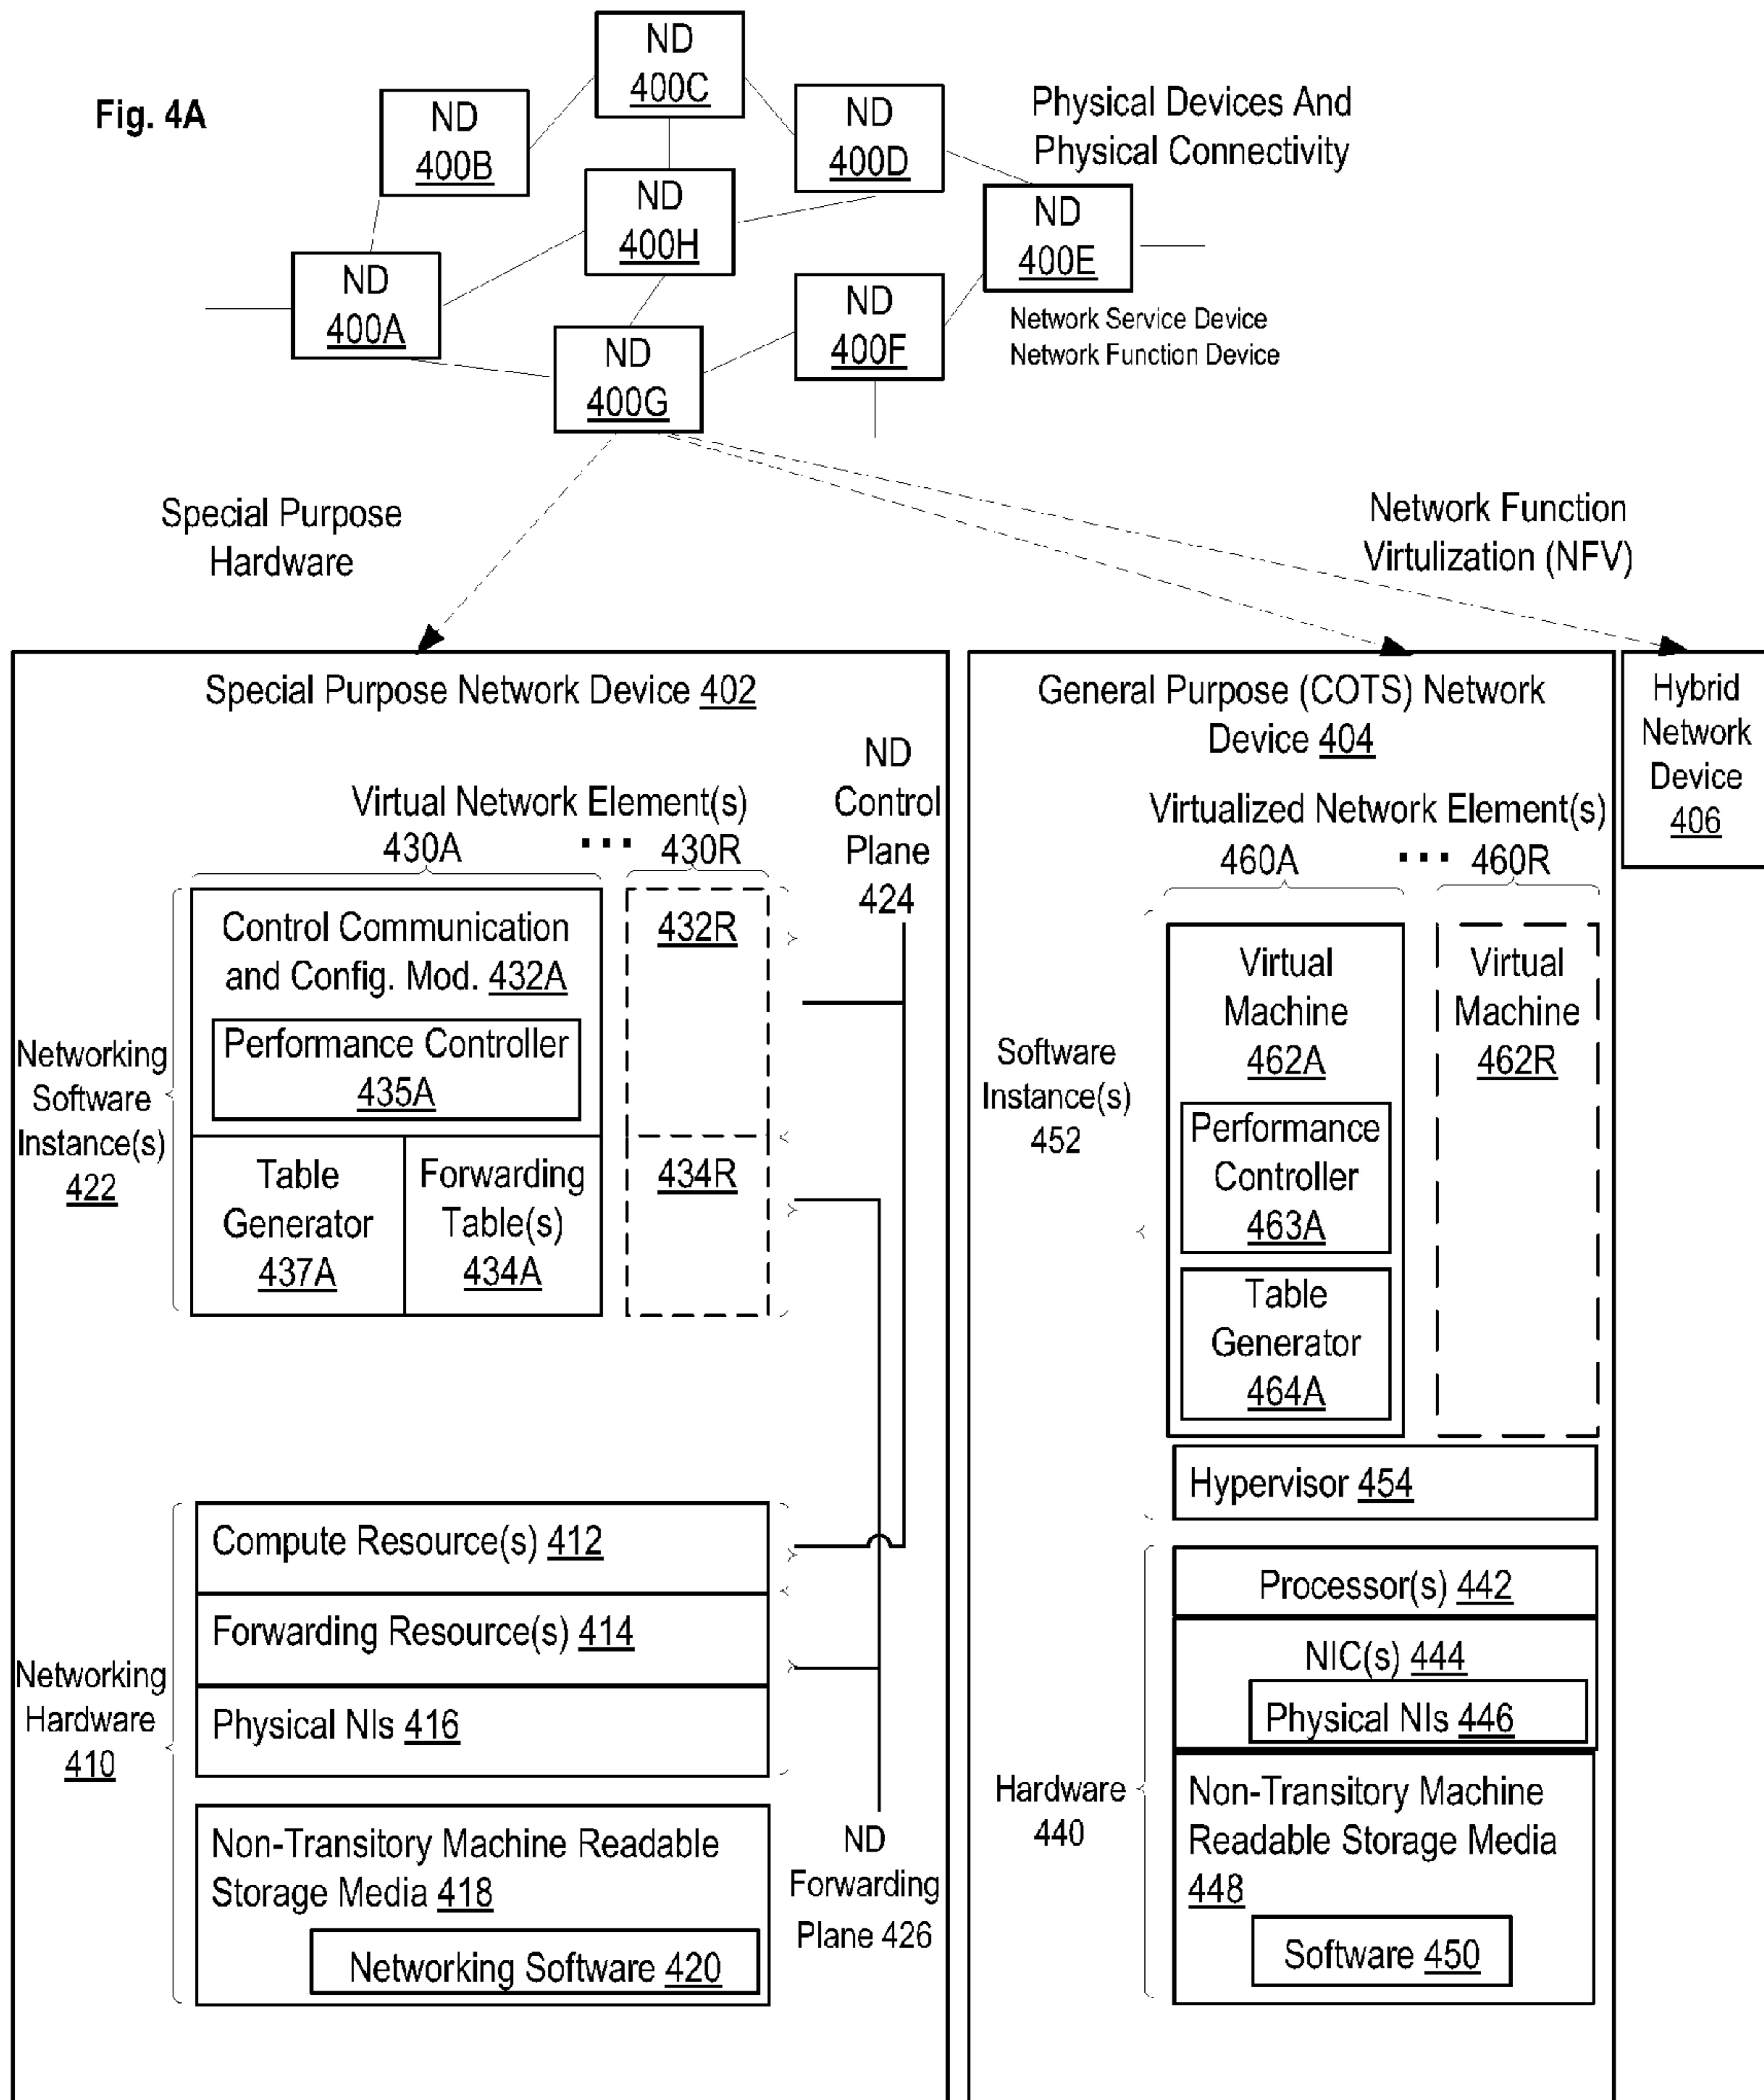 Fig. 4A
ND
400C
ND
400B
ND
400D
Physical Devices And
Physical Connectivity
ND
400H
ND
400E
ND
400A
ND
400F
Network Service Device
Network Function Device
ND
400G
Special Purpose
Hardware
Network Function
Virtulization (NFV)
Special Purpose Network Device 402
ND
Control
Plane
424
Virtual Network Element(s)
430A ... 430R
Control Communication
and Config. Mod. 432A
432R
Performance Controller
435A
Networking
Software
Instance(s)
422
Table
Generator
437A
Forwarding
Table(s)
434A
434R
Compute Resource(s) 412
Forwarding Resource(s) 414
Networking
Hardware
410
Physical NIs 416
Non-Transitory Machine Readable
Storage Media 418
Networking Software 420
ND
Forwarding
Plane 426
General Purpose (COTS) Network
Device 404
Virtualized Network Element(s)
460A ... 460R
Software
Instance(s)
452
Virtual
Machine
462A
Virtual
Machine
462R
Performance
Controller
463A
Table
Generator
464A
Hypervisor 454
Processor(s) 442
NIC(s) 444
Physical NIs 446
Hardware
440
Non-Transitory Machine
Readable Storage Media
448
Software 450
Hybrid
Network
Device
406